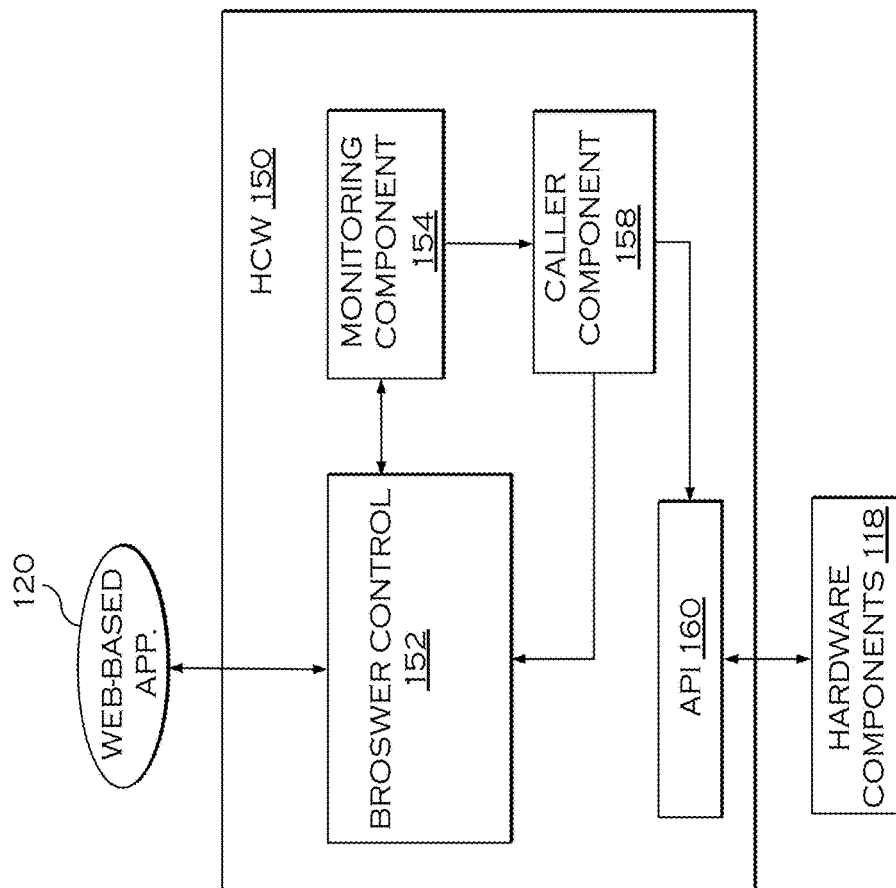 120
WEB-BASED
APP.
HCW 150
BROSWER CONTROL
152
MONITORING
COMPONENT
154
CALLER
COMPONENT
158
API 160
HARDWARE
COMPONENTS 118